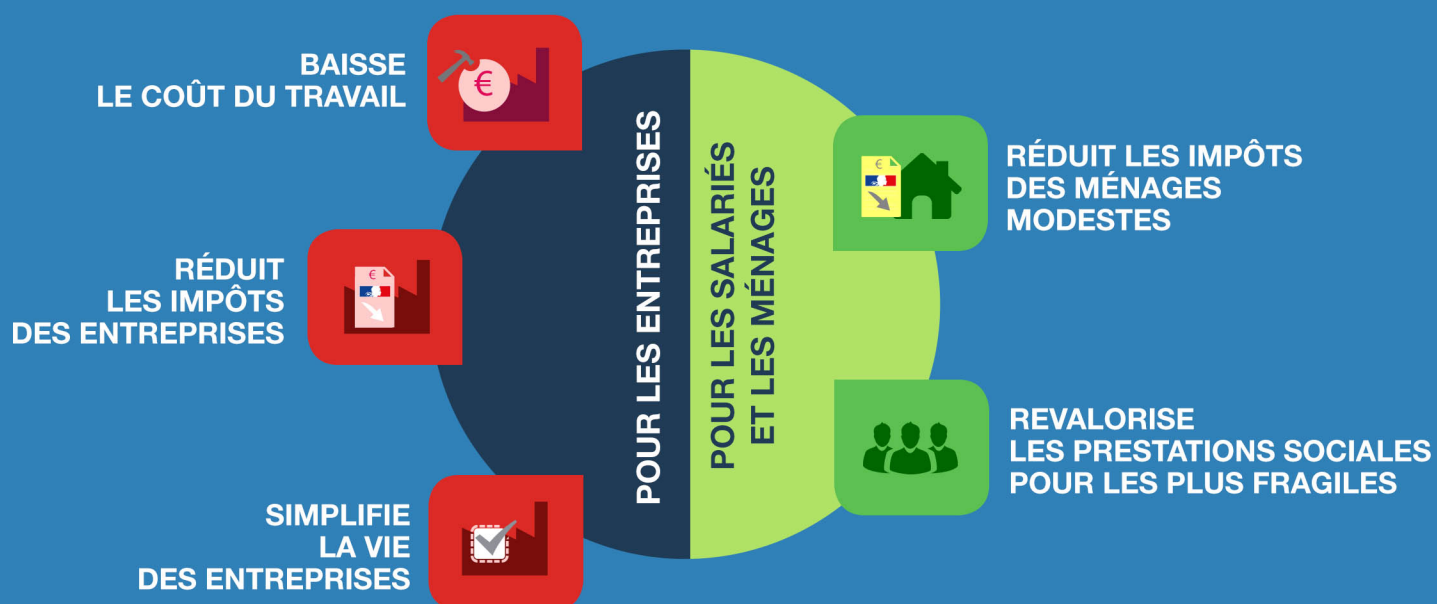 BAISSE
LE COÛT DU TRAVAIL
€
RÉDUIT
LES IMPÔTS
DES ENTREPRISES
€
SIMPLIFIE
LA VIE
DES ENTREPRISES
POUR LES ENTREPRISES
POUR LES SALARIÉS
ET LES MÉNAGES
€
RÉDUIT LES IMPÔTS
DES MÉNAGES
MODESTES
REVALORISE
LES PRESTATIONS SOCIALES
POUR LES PLUS FRAGILES